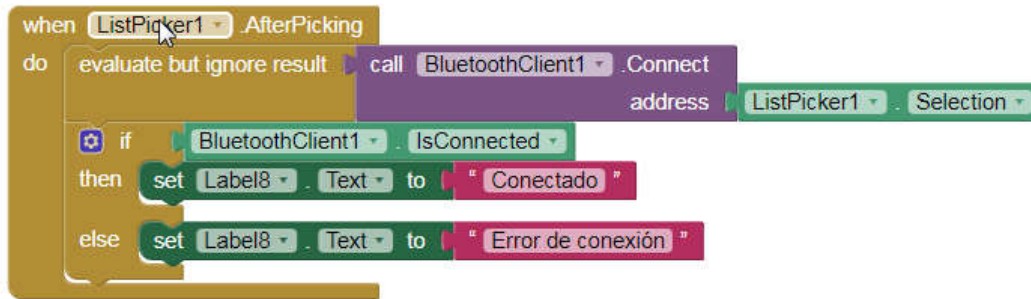 when ListPicker1 .AfterPicking
do evaluate but ignore result call BluetoothClient1 .Connect
address ListPicker1 . Selection
if BluetoothClient1 . IsConnected
then set Label8 . Text to " Conectado "
else set Label8 . Text to " Error de conexión "